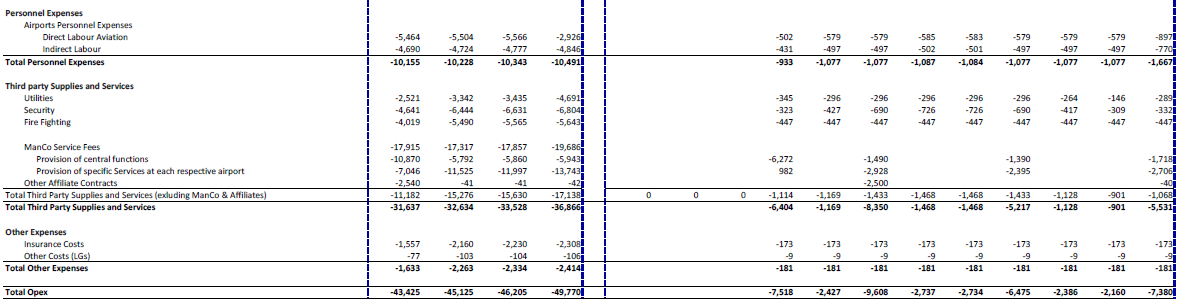 Personnel Expenses
Airports Personnel Expenses
Direct Labour Aviation -5,464 -5,504 -5,566 -2,926 -502 -579 -579 -585 -583 -579 -579 -579 -897
Indirect Labour -4,690 -4,724 -4,777 -4,846 -431 -497 -497 -502 -501 -497 -497 -497 -770
Total Personnel Expenses -10,155 -10,228 -10,343 -10,491 -933 -1,077 -1,077 -1,087 -1,084 -1,077 -1,077 -1,077 -1,667
Third party Supplies and Services
Utilities -2,521 -3,342 -3,435 -4,691 -345 -296 -296 -296 -296 -296 -264 -146 -289
Security -4,641 -6,444 -6,631 -6,804 -323 -427 -690 -726 -726 -690 -417 -309 -332
Fire Fighting -4,019 -5,490 -5,565 -5,643 -447 -447 -447 -447 -447 -447 -447 -447 -447
ManCo Service Fees -17,915 -17,317 -17,857 -19,686
Provision of central functions -10,870 -5,792 -5,860 -5,943 -6,272 -1,490 -1,390 -1,718
Provision of specific Services at each respective airport -7,046 -11,525 -11,997 -13,743 982 -2,928 -2,395 -2,706
Other Affiliate Contracts -2,540 -41 -41 -42 -2,500 -40
Total Third Party Supplies and Services (exluding ManCo & Affiliates) -11,182 -15,276 -15,630 -17,138 0 0 0 -1,114 -1,169 -1,433 -1,468 -1,468 -1,433 -1,128 -901 -1,068
Total Third Party Supplies and Services -31,637 -32,634 -33,528 -36,866 -6,404 -1,169 -8,350 -1,468 -1,468 -5,217 -1,128 -901 -5,531
Other Expenses
Insurance Costs -1,557 -2,160 -2,230 -2,308 -173 -173 -173 -173 -173 -173 -173 -173 -173
Other Costs (LGs) -77 -103 -104 -106 -9 -9 -9 -9 -9 -9 -9 -9 -9
Total Other Expenses -1,633 -2,263 -2,334 -2,414 -181 -181 -181 -181 -181 -181 -181 -181 -181
Total Opex -43,425 -45,125 -46,205 -49,770 -7,518 -2,427 -9,608 -2,737 -2,734 -6,475 -2,386 -2,160 -7,380